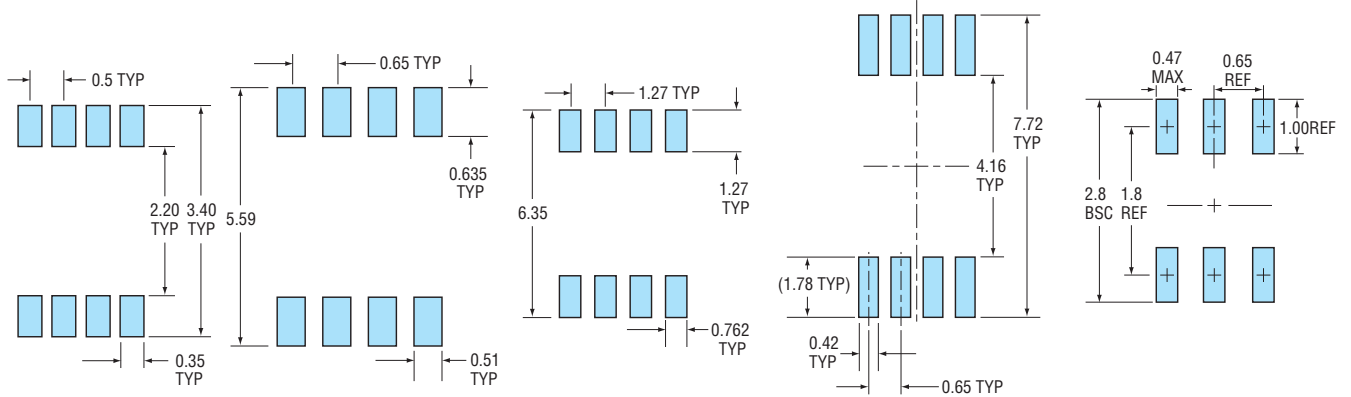 0.5 TYP
2.20
TYP
3.40
TYP
0.35
TYP
0.65 TYP
0.635
TYP
5.59
0.51
TYP
1.27 TYP
1.27
TYP
6.35
0.762
TYP
7.72
TYP
4.16
TYP
(1.78 TYP)
0.42
TYP
0.65 TYP
0.47
MAX
0.65
REF
1.00REF
2.8
BSC
1.8
REF